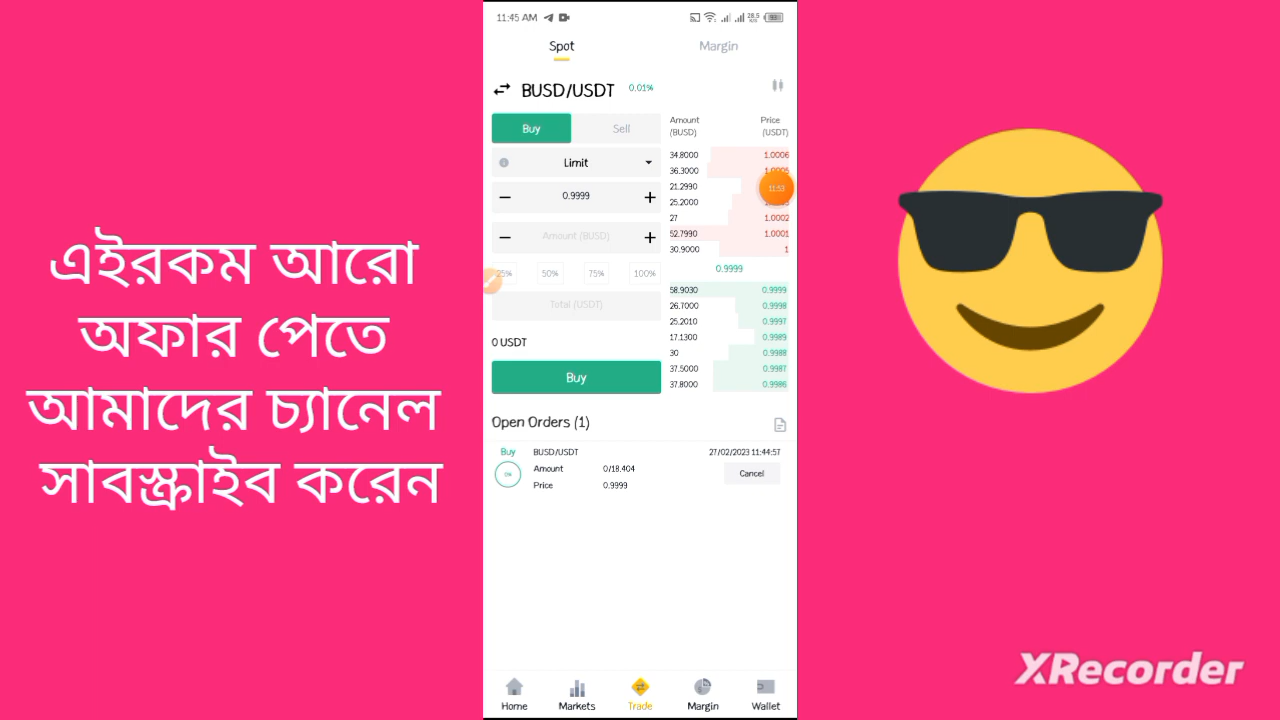 এইরকম আরো
অফার পেতে
আমাদের চ্যানেল
সাবস্ক্রাইব করেন
11:45 AM
28.5
Spot
Margin
BUSD/USDT 0.01%
Buy
Sell
Limit
0.9999
Amount (BUSD)
25%
50%
75%
100%
Total (USDT)
0 USDT
Buy
Amount
(BUSD)
Price
(USDT)
34.8000 1.0006
36.3000
21.2990
11:53
25.2000
27 1.0002
52.7990 1.0001
30.9000 1
0.9999
58.9030 0.9999
26.7000 0.9998
25.2010 0.9997
17.1300 0.9989
30 0.9988
37.5000 0.9987
37.8000 0.9986
Open Orders (1)
Buy
0%
BUSD/USDT 27/02/2023 11:44:57
Amount 0/18.404
Cancel
Price 0.9999
Home
Markets
Trade
Margin
Wallet
XRecorder